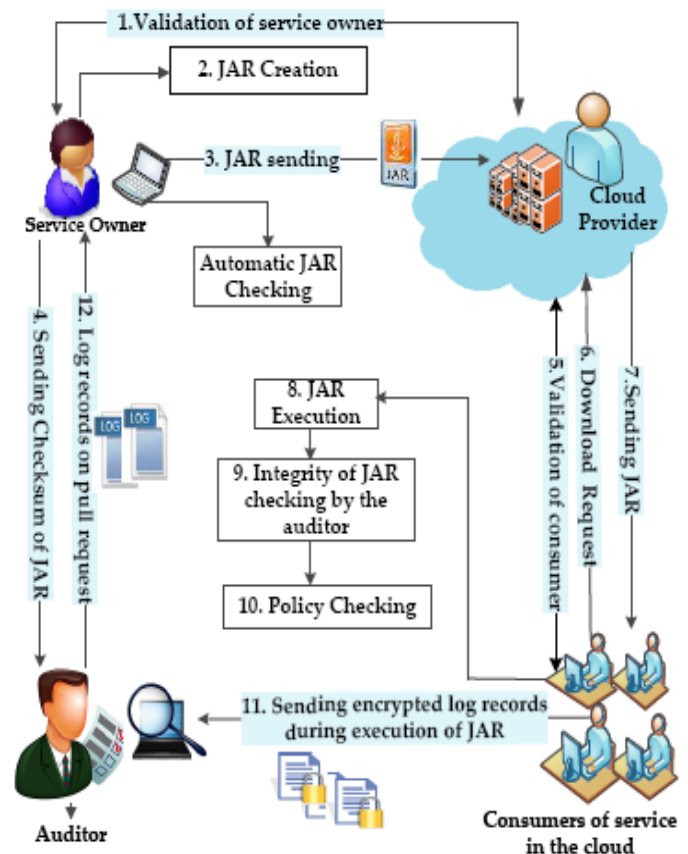 1.Validation of service owner
2. JAR Creation
3. JAR sending
JAR
Cloud
Provider
Service Owner
Automatic JAR
Checking
4. Sending Checksum of JAR
12. Log records on pull
request
LOG
LOG
5.Validation of consumer
6. Download Request
7.Sending JAR
8. JAR
Execution
9. Integrity of JAR
checking by the
auditor
10. Policy Checking
11. Sending encrypted log records
during execution of JAR
Auditor
Consumers of service
in the cloud